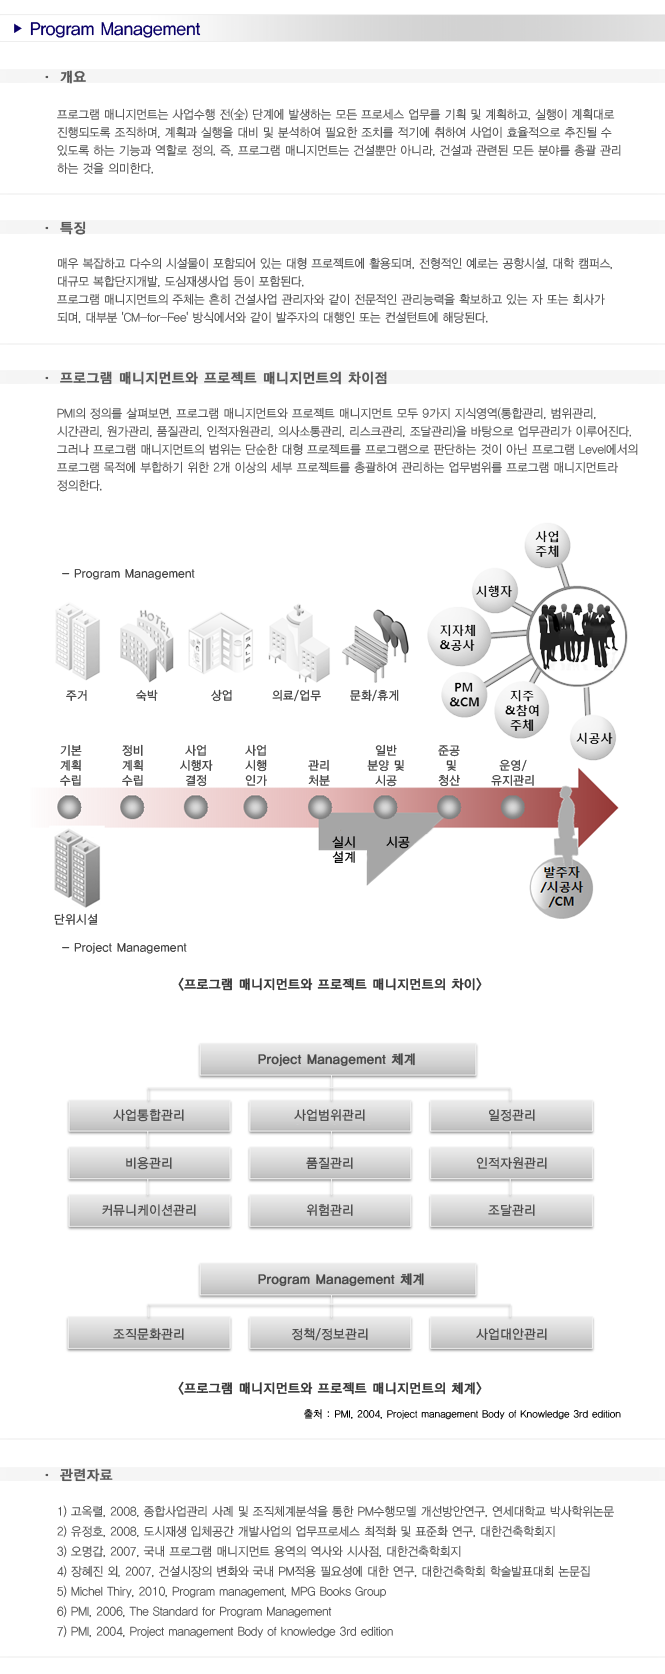 Program Management
· 개요
프로그램 매니지먼트는 사업수행 전(全) 단계에 발생하는 모든 프로세스 업무를 기획 및 계획하고, 실행이 계획대로
진행되도록 조직하며, 계획과 실행을 대비 및 분석하여 필요한 조치를 적기에 취하여 사업이 효율적으로 추진될 수
있도록 하는 기능과 역할로 정의. 즉, 프로그램 매니지먼트는 건설뿐만 아니라, 건설과 관련된 모든 분야를 총괄 관리
하는 것을 의미한다.
· 특징
매우 복잡하고 다수의 시설물이 포함되어 있는 대형 프로젝트에 활용되며, 전형적인 예로는 공항시설, 대학 캠퍼스,
대규모 복합단지개발, 도심재생사업 등이 포함된다.
프로그램 매니지먼트의 주체는 흔히 건설사업 관리자와 같이 전문적인 관리능력을 확보하고 있는 자 또는 회사가
되며, 대부분 'CM-for-Fee' 방식에서와 같이 발주자의 대행인 또는 컨설턴트에 해당된다.
· 프로그램 매니지먼트와 프로젝트 매니지먼트의 차이점
PMI의 정의를 살펴보면, 프로그램 매니지먼트와 프로젝트 매니지먼트 모두 9가지 지식영역(통합관리, 범위관리,
시간관리, 원가관리, 품질관리, 인적자원관리, 의사소통관리, 리스크관리, 조달관리)을 바탕으로 업무관리가 이루어진다.
그러나 프로그램 매니지먼트의 범위는 단순한 대형 프로젝트를 프로그램으로 판단하는 것이 아닌 프로그램 Level에서의
프로그램 목적에 부합하기 위한 2개 이상의 세부 프로젝트를 총괄하여 관리하는 업무범위를 프로그램 매니지먼트라
정의한다.
사업
주체
– Program Management
시행자
HOTEL
지자체
&공사
PM
&CM
지주
&참여
주체
시공사
주거
숙박
상업
의료/업무
문화/휴게
기본
계획
수립
정비
계획
수립
사업
시행자
결정
사업
시행
인가
관리
처분
일반
분양 및
시공
준공
및
청산
운영/
유지관리
실시
설계
시공
발주자
/시공사
/CM
단위시설
– Project Management
〈프로그램 매니지먼트와 프로젝트 매니지먼트의 차이〉
Project Management 체계
사업통합관리
사업범위관리
일정관리
비용관리
품질관리
인적자원관리
커뮤니케이션관리
위험관리
조달관리
Program Management 체계
조직문화관리
정책/정보관리
사업대안관리
〈프로그램 매니지먼트와 프로젝트 매니지먼트의 체계〉
출처 : PMI, 2004, Project management Body of Knowledge 3rd edition
· 관련자료
1) 고옥렬, 2008, 종합사업관리 사례 및 조직체계분석을 통한 PM수행모델 개선방안연구, 연세대학교 박사학위논문
2) 유정호, 2008, 도시재생 입체공간 개발사업의 업무프로세스 최적화 및 표준화 연구, 대한건축학회지
3) 오명갑, 2007, 국내 프로그램 매니지먼트 용역의 역사와 시사점, 대한건축학회지
4) 장혜진 외, 2007, 건설시장의 변화와 국내 PM적용 필요성에 대한 연구, 대한건축학회 학술발표대회 논문집
5) Michel Thiry, 2010, Program management, MPG Books Group
6) PMI, 2006, The Standard for Program Management
7) PMI, 2004, Project management Body of knowledge 3rd edition